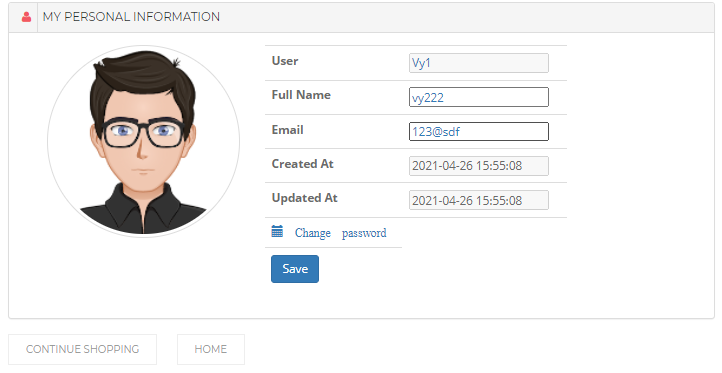 MY PERSONAL INFORMATION
User Vy1
Full Name vy222
Email 123@sdf
Created At 2021-04-26 15:55:08
Updated At 2021-04-26 15:55:08
Change password
Save
CONTINUE SHOPPING HOME